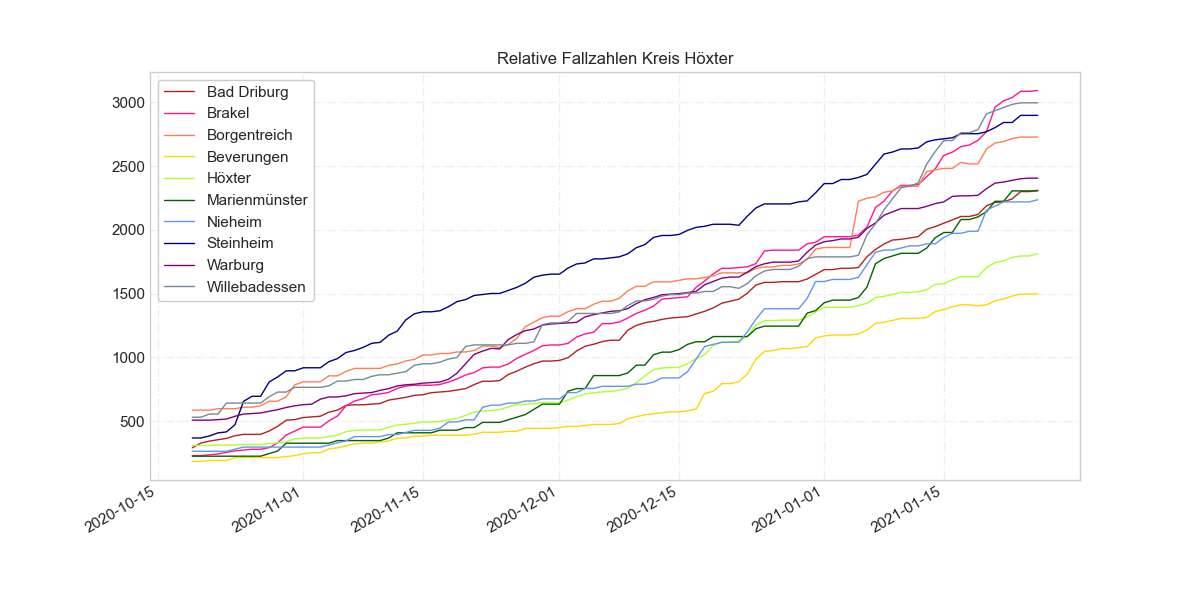 Relative Fallzahlen Kreis Höxter
Bad Driburg
Brakel
Borgentreich
Beverungen
Höxter
Marienmünster
Nieheim
Steinheim
Warburg
Willebadessen
3000
2500
2000
1500
1000
500
2020-10-15
2020-11-01
2020-11-15
2020-12-01
2020-12-15
2021-01-01
2021-01-15